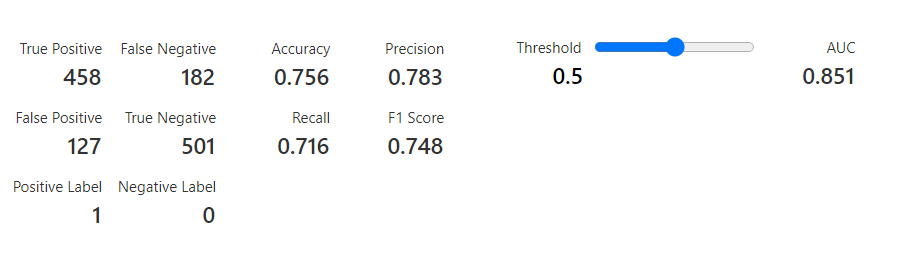 True Positive False Negative Accuracy Precision Threshold AUC
458 182 0.756 0.783 0.5 0.851
False Positive True Negative Recall F1 Score
127 501 0.716 0.748
Positive Label Negative Label
1 0